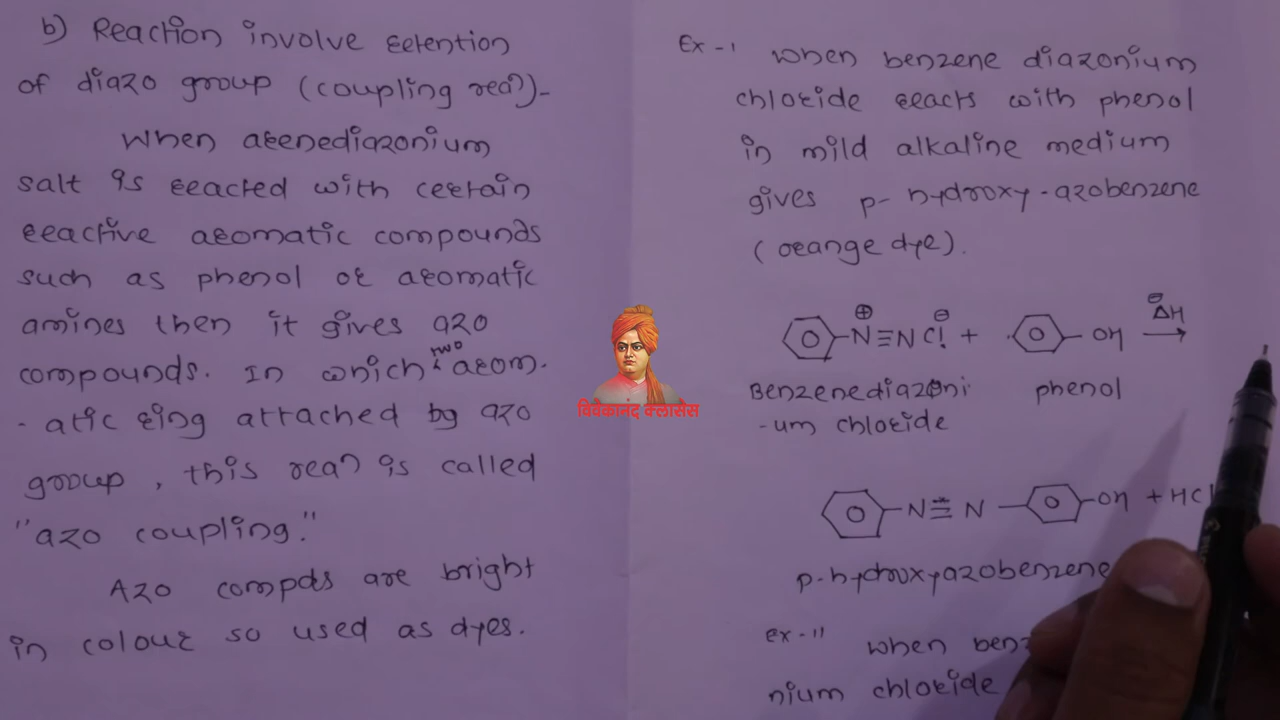 b) Reaction involve retention
of diazo group (coupling rea?)-
When arenediazonium
salt is reacted with certain
reactive aromatic compounds
such as phenol or aromatic
amines then it gives azo
compounds. In which two arom.
- atic ring attached by azo
group, this rean is called
"azo coupling."
Azo compds are bright
in colour so used as dyes.
Ex-1 When benzene diazonium
chloride reacts with phenol
in mild alkaline medium
gives p-hydroxy-azobenzene
(orange dye).
N≡NCl + OH ΔH
Benzenediazoni phenol
-um chloride
-N≡N- -OH + HCl
p-hydroxyazobenzene
Ex-11 When benz
nium chloride
विवेकानंद क्लासेस